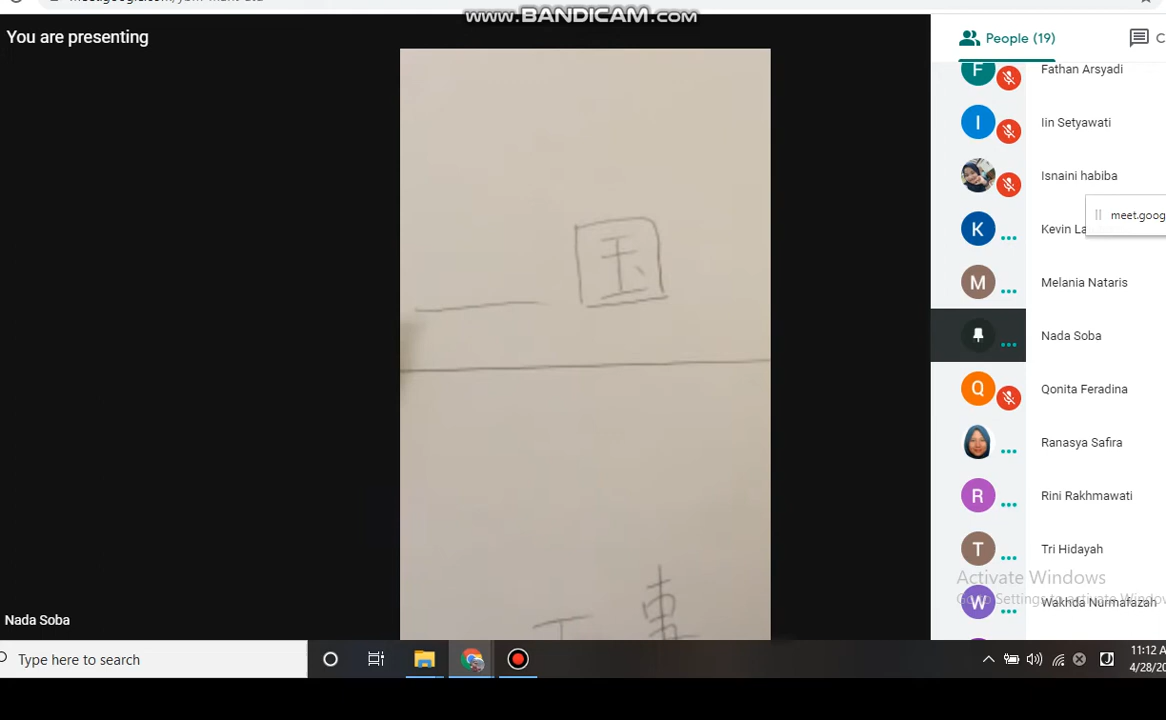 www.BANDICAM.com
You are presenting
People (19)
Fathan Arsyadi
Iin Setyawati
Isnaini habiba
meet.goog
Kevin La
Melania Nataris
Nada Soba
Qonita Feradina
Ranasya Safira
Rini Rakhmawati
Tri Hidayah
Activate Windows
Wakhda Nurmafazah
国
F
I
K
M
Q
R
T
W
Nada Soba
Type here to search
11:12 A
4/28/20